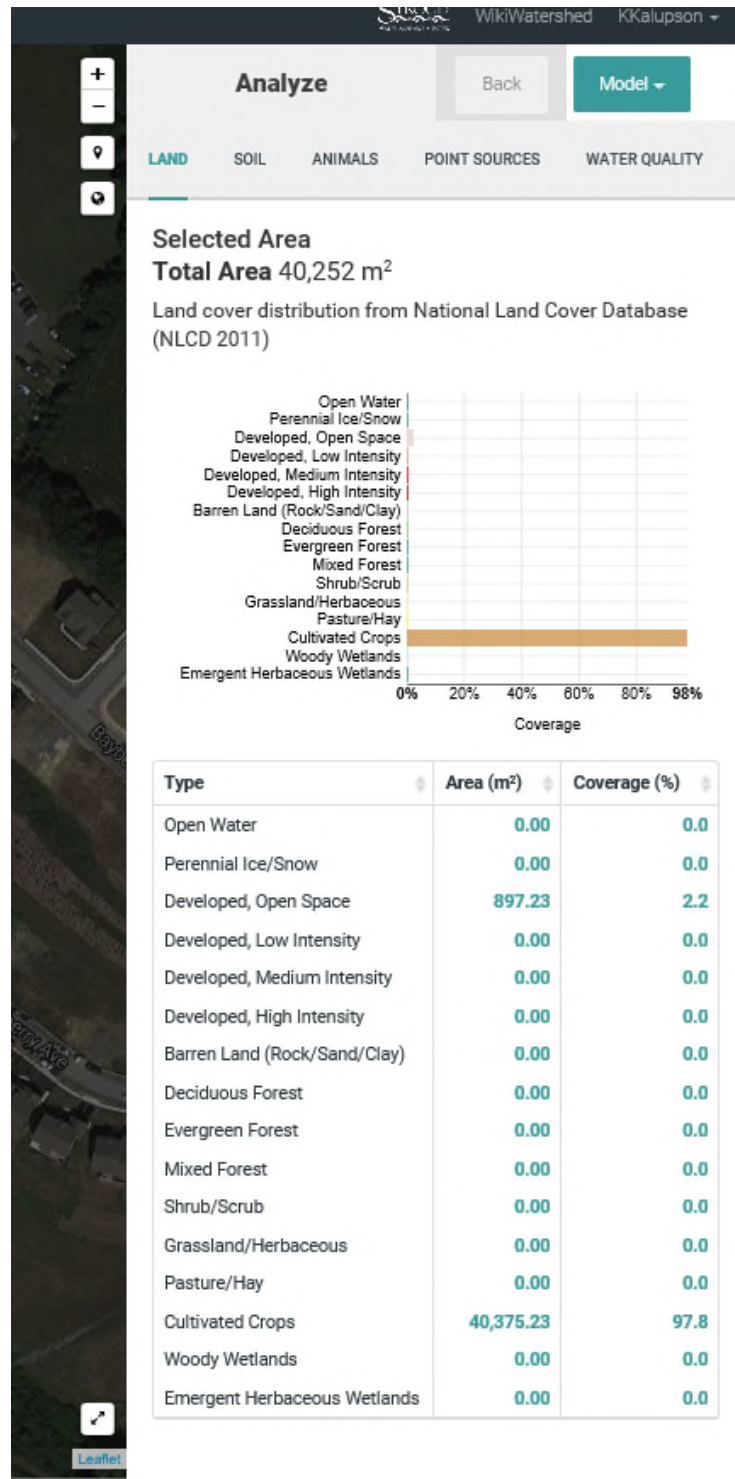 STROUD
WikiWatershed KKalupson
+
−
Analyze Back Model
LAND SOIL ANIMALS POINT SOURCES WATER QUALITY
Selected Area
Total Area 40,252 m²
Land cover distribution from National Land Cover Database
(NLCD 2011)
Open Water
Perennial Ice/Snow
Developed, Open Space
Developed, Low Intensity
Developed, Medium Intensity
Developed, High Intensity
Barren Land (Rock/Sand/Clay)
Deciduous Forest
Evergreen Forest
Mixed Forest
Shrub/Scrub
Grassland/Herbaceous
Pasture/Hay
Cultivated Crops
Woody Wetlands
Emergent Herbaceous Wetlands
0% 20% 40% 60% 80% 98%
Coverage
Type Area (m²) Coverage (%)
Open Water 0.00 0.0
Perennial Ice/Snow 0.00 0.0
Developed, Open Space 897.23 2.2
Developed, Low Intensity 0.00 0.0
Developed, Medium Intensity 0.00 0.0
Developed, High Intensity 0.00 0.0
Barren Land (Rock/Sand/Clay) 0.00 0.0
Deciduous Forest 0.00 0.0
Evergreen Forest 0.00 0.0
Mixed Forest 0.00 0.0
Shrub/Scrub 0.00 0.0
Grassland/Herbaceous 0.00 0.0
Pasture/Hay 0.00 0.0
Cultivated Crops 40,375.23 97.8
Woody Wetlands 0.00 0.0
Emergent Herbaceous Wetlands 0.00 0.0
Ave
Leaflet